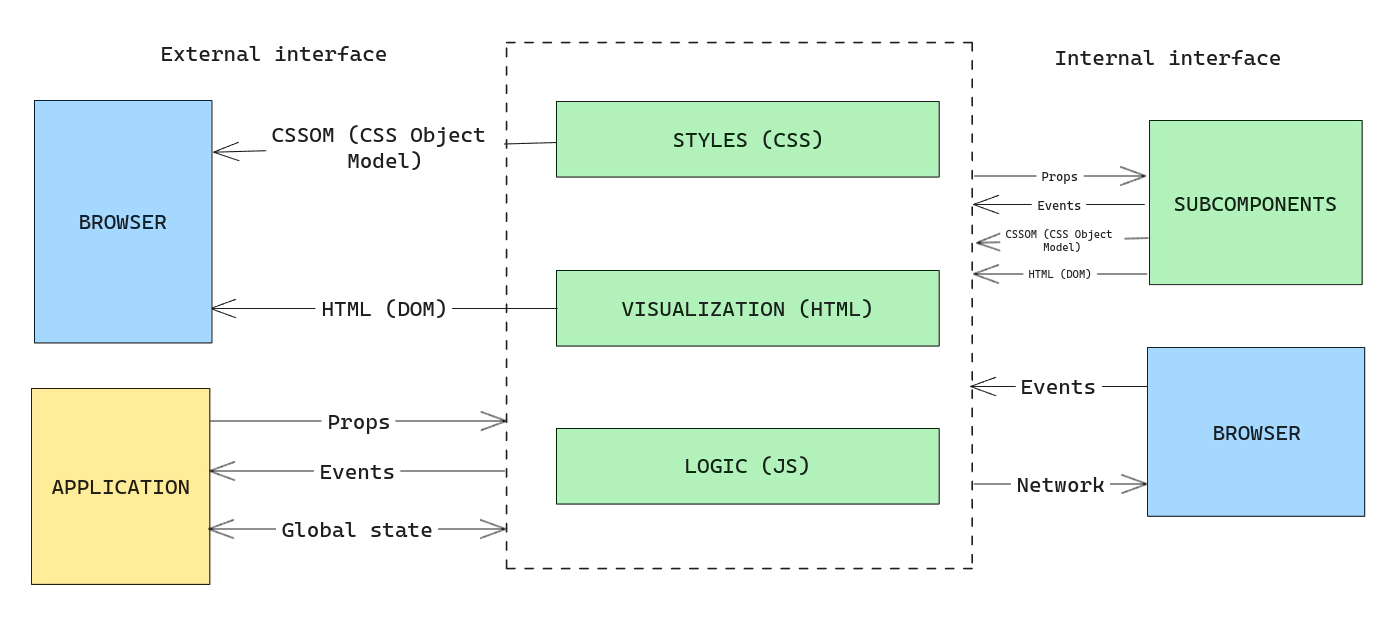 External interface
Internal interface
BROWSER
CSSOM (CSS Object
Model)
HTML (DOM)
APPLICATION
Props
Events
Global state
STYLES (CSS)
VISUALIZATION (HTML)
LOGIC (JS)
Props
Events
CSSOM (CSS Object
Model)
HTML (DOM)
SUBCOMPONENTS
Events
Network
BROWSER